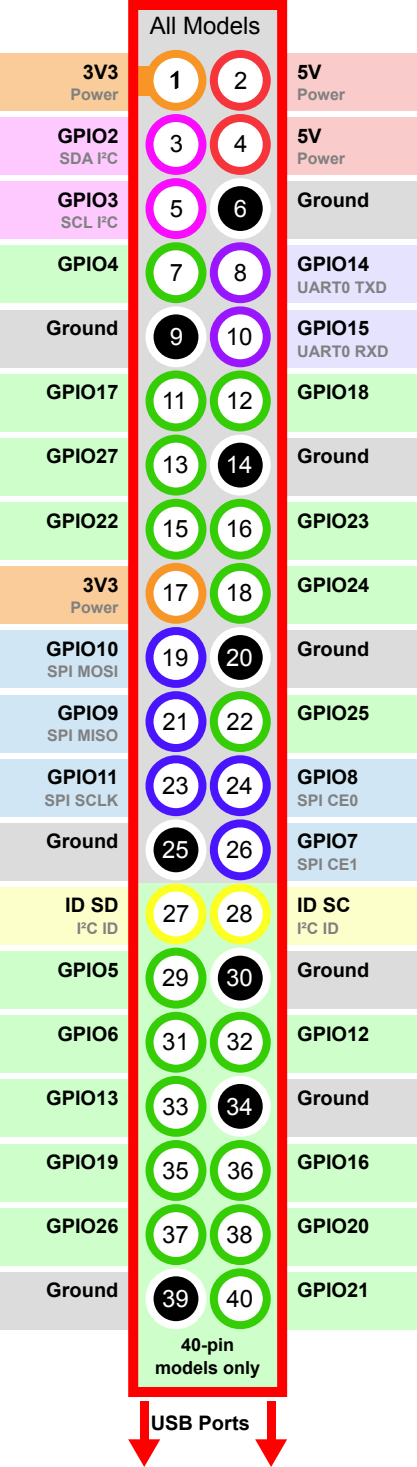 All Models
3V3 1 2 5V
Power Power
GPIO2 3 4 5V
SDA I²C Power
GPIO3 5 6 Ground
SCL I²C
GPIO4 7 8 GPIO14
UART0 TXD
Ground 9 10 GPIO15
UART0 RXD
GPIO17 11 12 GPIO18
GPIO27 13 14 Ground
GPIO22 15 16 GPIO23
3V3 17 18 GPIO24
Power
GPIO10 19 20 Ground
SPI MOSI
GPIO9 21 22 GPIO25
SPI MISO
GPIO11 23 24 GPIO8
SPI SCLK SPI CE0
Ground 25 26 GPIO7
SPI CE1
ID SD 27 28 ID SC
I²C ID I²C ID
GPIO5 29 30 Ground
GPIO6 31 32 GPIO12
GPIO13 33 34 Ground
GPIO19 35 36 GPIO16
GPIO26 37 38 GPIO20
Ground 39 40 GPIO21
40-pin
models only
USB Ports